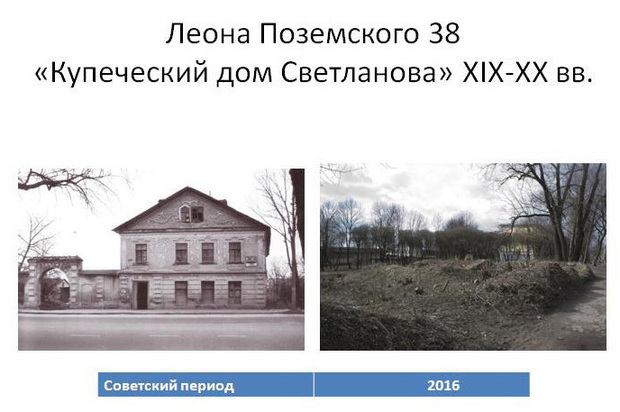 Леона Поземского 38
«Купеческий дом Светланова» XIX-XX вв.
Советский период 2016